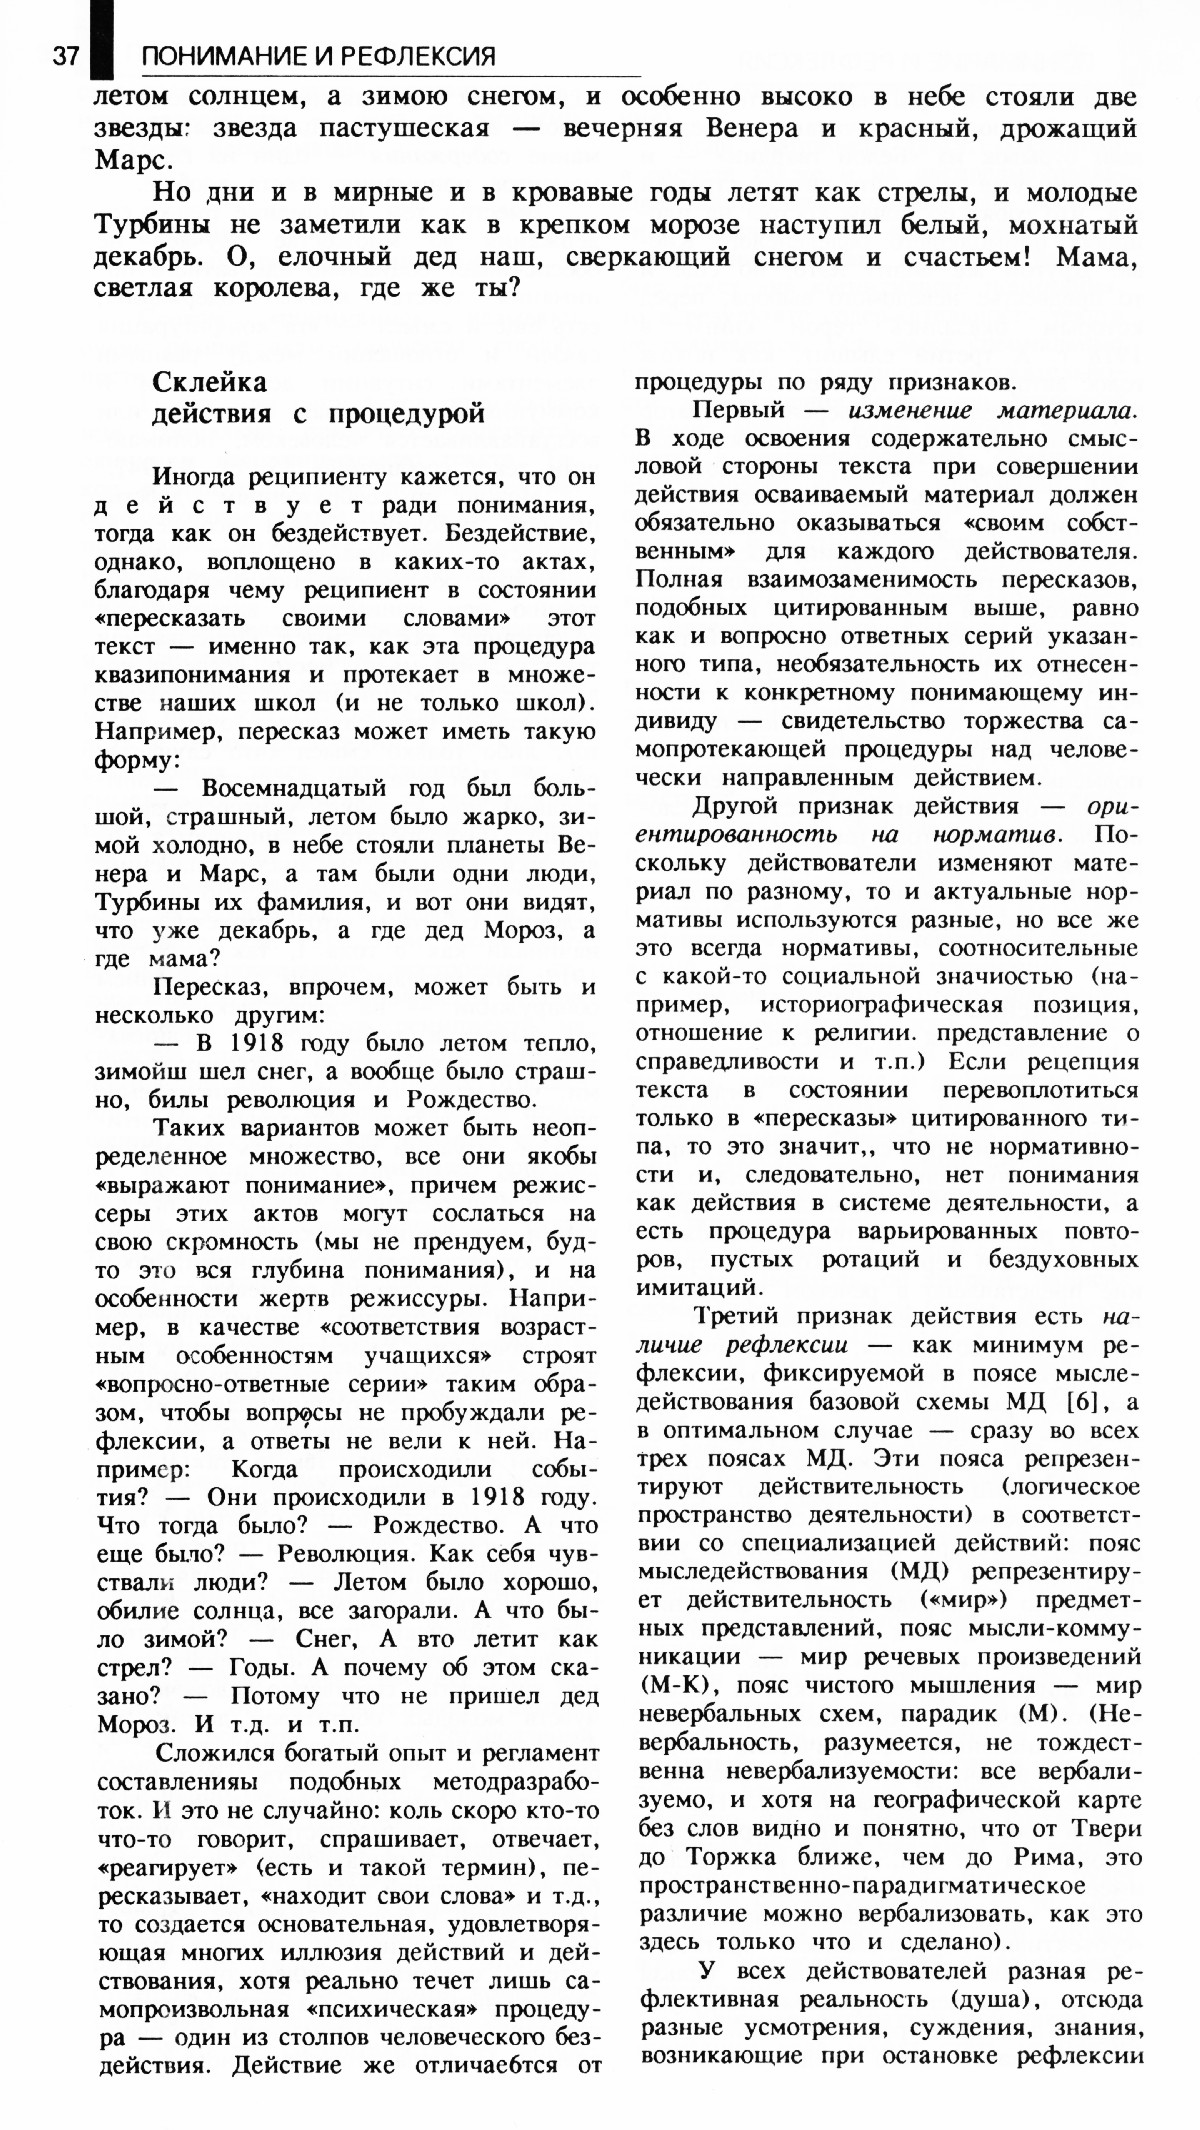 37
ПОНИМАНИЕ И РЕФЛЕКСИЯ
летом солнцем, а зимою снегом, и особенно высоко в небе стояли две
звезды: звезда пастушеская — вечерняя Венера и красный, дрожащий
Марс.
Но дни и в мирные и в кровавые годы летят как стрелы, и молодые
Турбины не заметили как в крепком морозе наступил белый, мохнатый
декабрь. О, елочный дед наш, сверкающий снегом и счастьем! Мама,
светлая королева, где же ты?
Склейка
действия с процедурой
Иногда реципиенту кажется, что он
д е й с т в у е т ради понимания,
тогда как он бездействует. Бездействие,
однако, воплощено в каких-то актах,
благодаря чему реципиент в состоянии
«пересказать своими словами» этот
текст — именно так, как эта процедура
квазипонимания и протекает в множе-
стве наших школ (и не только школ).
Например, пересказ может иметь такую
форму:
— Восемнадцатый год был боль-
шой, страшный, летом было жарко, зи-
мой холодно, в небе стояли планеты Ве-
нера и Марс, а там были одни люди,
Турбины их фамилия, и вот они видят,
что уже декабрь, а где дед Мороз, а
где мама?
Пересказ, впрочем, может быть и
несколько другим:
— В 1918 году было летом тепло,
зимойш шел снег, а вообще было страш-
но, билы революция и Рождество.
Таких вариантов может быть неоп-
ределенное множество, все они якобы
«выражают понимание», причем режис-
серы этих актов могут сослаться на
свою скромность (мы не прендуем, буд-
то это вся глубина понимания), и на
особенности жертв режиссуры. Напри-
мер, в качестве «соответствия возраст-
ным особенностям учащихся» строят
«вопросно-ответные серии» таким обра-
зом, чтобы вопросы не пробуждали ре-
флексии, а ответы не вели к ней. На-
пример: Когда происходили собы-
тия? — Они происходили в 1918 году.
Что тогда было? — Рождество. А что
еще было? — Революция. Как себя чув-
ствали люди? — Летом было хорошо,
обилие солнца, все загорали. А что бы-
ло зимой? — Снег, А вто летит как
стрел? — Годы. А почему об этом ска-
зано? — Потому что не пришел дед
Мороз. И т.д. и т.п.
Сложился богатый опыт и регламент
составленияы подобных методразрабо-
ток. И это не случайно: коль скоро кто-то
что-то говорит, спрашивает, отвечает,
«реагирует» (есть и такой термин), пе-
ресказывает, «находит свои слова» и т.д.,
то создается основательная, удовлетворя-
ющая многих иллюзия действий и дей-
ствования, хотя реально течет лишь са-
мопроизвольная «психическая» процеду-
ра — один из столпов человеческого без-
действия. Действие же отличаебтся от
процедуры по ряду признаков.
Первый — изменение материала.
В ходе освоения содержательно смыс-
ловой стороны текста при совершении
действия осваиваемый материал должен
обязательно оказываться «своим собст-
венным» для каждого действователя.
Полная взаимозаменимость пересказов,
подобных цитированным выше, равно
как и вопросно ответных серий указан-
ного типа, необязательность их отнесен-
ности к конкретному понимающему ин-
дивиду — свидетельство торжества са-
мопротекающей процедуры над челове-
чески направленным действием.
Другой признак действия — ори-
ентированность на норматив. По-
скольку действователи изменяют мате-
риал по разному, то и актуальные нор-
мативы используются разные, но все же
это всегда нормативы, соотносительные
с какой-то социальной значиостью (на-
пример, историографическая позиция,
отношение к религии. представление о
справедливости и т.п.) Если рецепция
текста в состоянии перевоплотиться
только в «пересказы» цитированного ти-
па, то это значит,, что не нормативно-
сти и, следовательно, нет понимания
как действия в системе деятельности, а
есть процедура варьированных повто-
ров, пустых ротаций и бездуховных
имитаций.
Третий признак действия есть на-
личие рефлексии — как минимум ре-
флексии, фиксируемой в поясе мысле-
действования базовой схемы МД [6], а
в оптимальном случае — сразу во всех
трех поясах МД. Эти пояса репрезен-
тируют действительность (логическое
пространство деятельности) в соответст-
вии со специализацией действий: пояс
мыследействования (МД) репрезентиру-
ет действительность («мир») предмет-
ных представлений, пояс мысли-комму-
никации — мир речевых произведений
(М-К), пояс чистого мышления — мир
невербальных схем, парадик (М). (Не-
вербальность, разумеется, не тождест-
венна невербализуемости: все вербали-
зуемо, и хотя на географической карте
без слов видно и понятно, что от Твери
до Торжка ближе, чем до Рима, это
пространственно-парадигматическое
различие можно вербализовать, как это
здесь только что и сделано).
У всех действователей разная ре-
флективная реальность (душа), отсюда
разные усмотрения, суждения, знания,
возникающие при остановке рефлексии